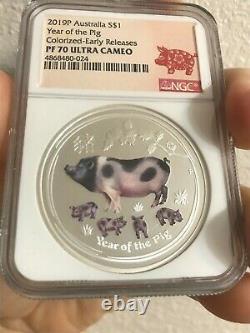 2019P Australia S$1
Year of the Pig
Colorized-Early Releases
PF 70 ULTRA CAMEO
4868480-024
NGC
Year of the Pig